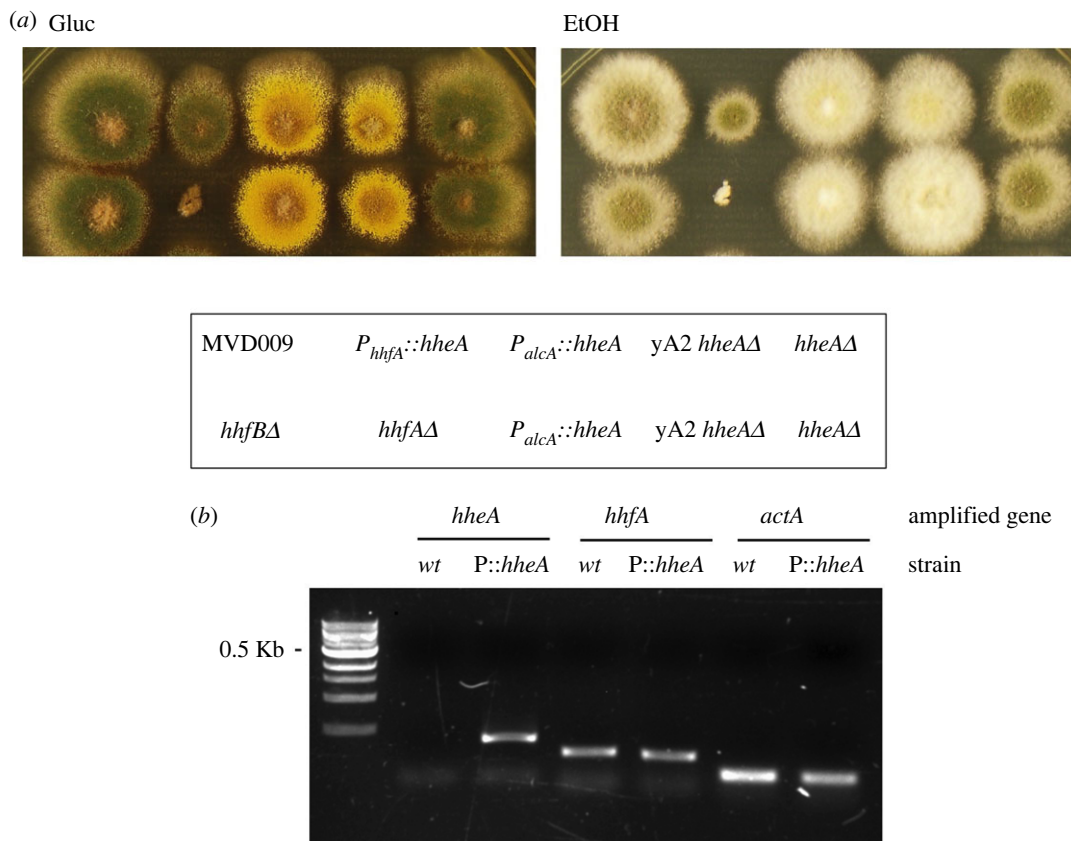 (a) Gluc EtOH
MVD009 PhhfA::hheA PalcA::hheA yA2 hheAΔ hheAΔ
hhfBΔ hhfAΔ PalcA::hheA yA2 hheAΔ hheAΔ
(b) hheA hhfA actA amplified gene
wt P::hheA wt P::hheA wt P::hheA strain
0.5 Kb -